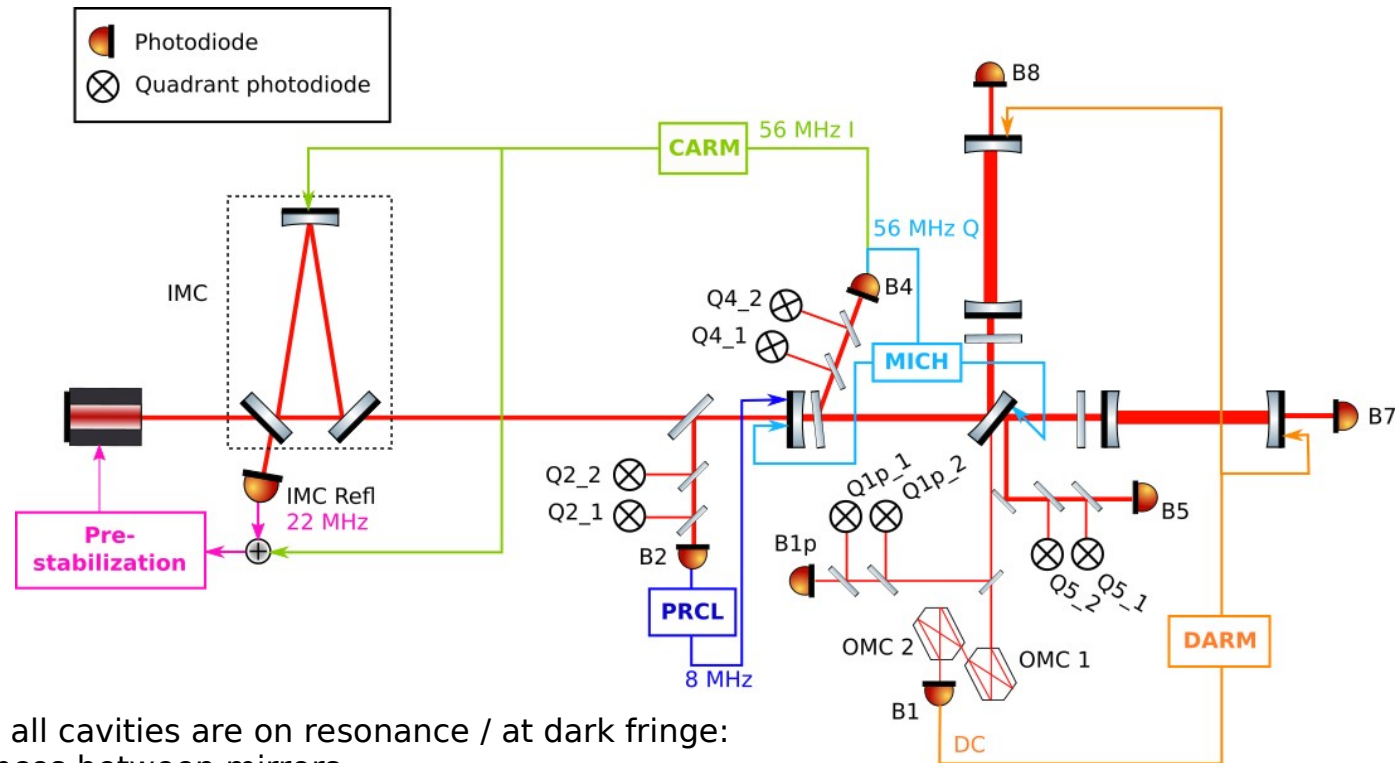 Photodiode
Quadrant photodiode
B8
56 MHz I
CARM
56 MHz Q
IMC
B4
Q4_2
Q4_1
MICH
B7
Q1p_1
Q1p_2
Q2_2
Q2_1
IMC Refl
22 MHz
B5
Pre-
stabilization
B2
B1p
Q5_2
Q5_1
PRCL
OMC 2
OMC 1
DARM
8 MHz
B1
DC
all cavities are on resonance / at dark fringe:
between mirrors